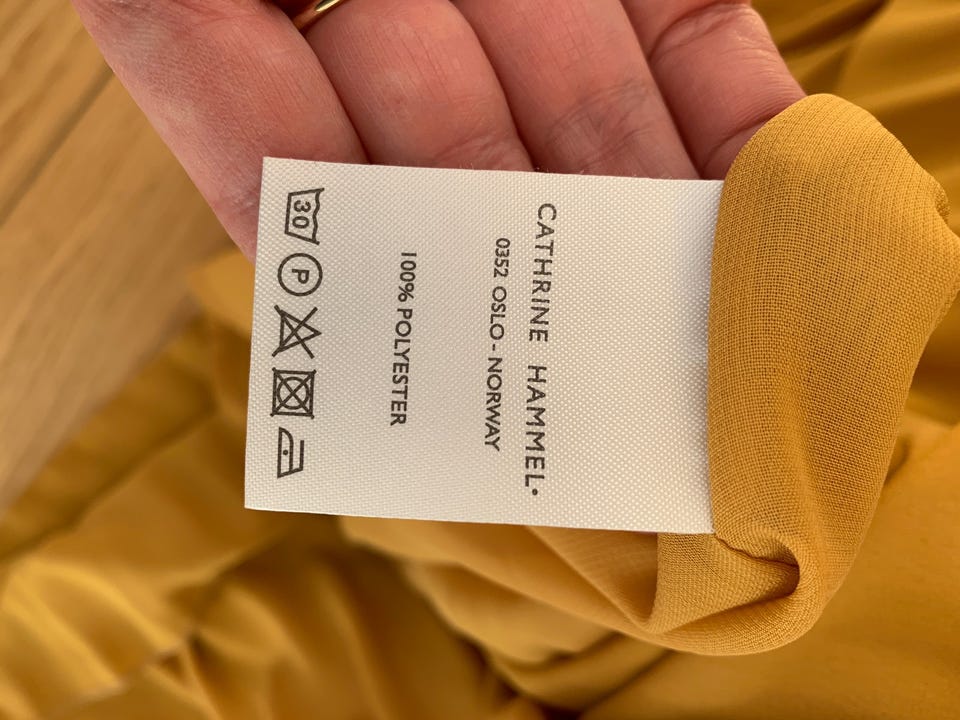 CATHRINE HAMMEL•
0352 OSLO - NORWAY
100% POLYESTER
30 P